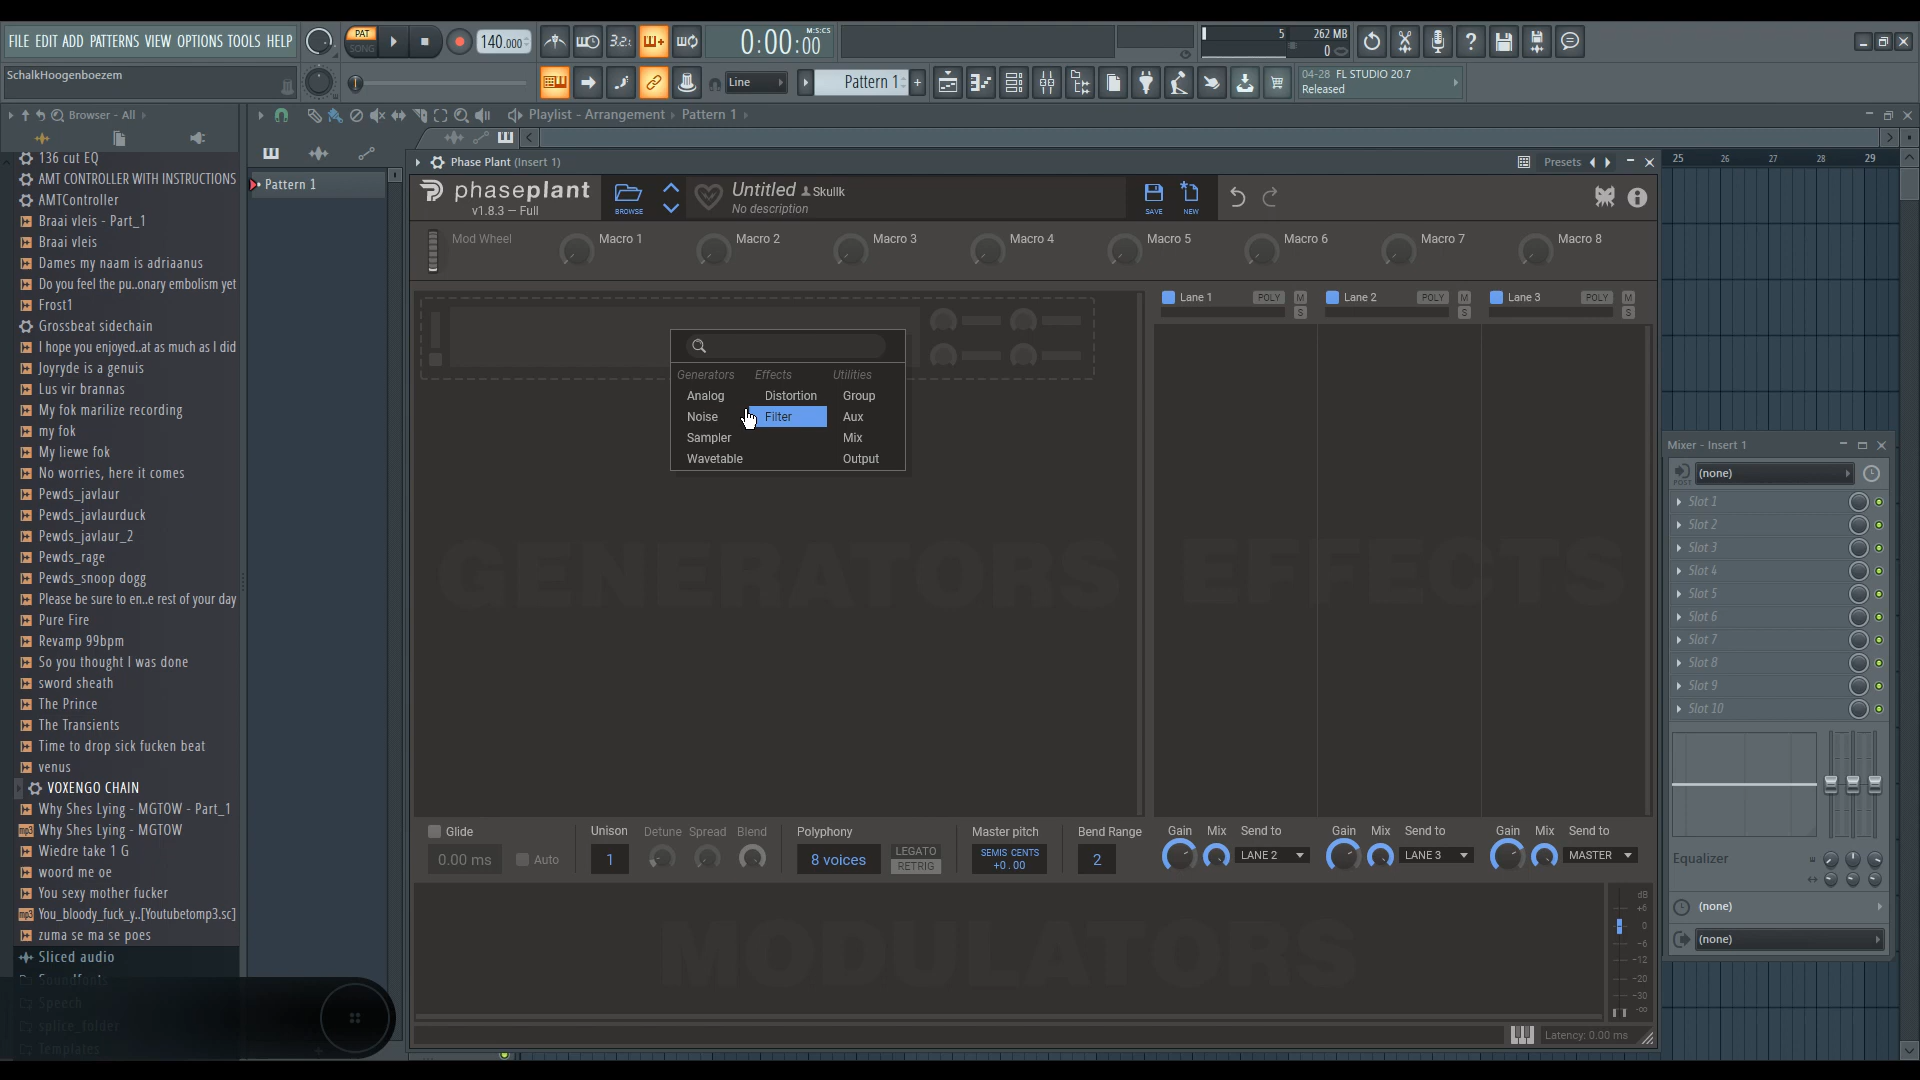 FILE EDIT ADD PATTERNS VIEW OPTIONS TOOLS HELP
PAT
SONG
140.000
3.2.:
0:00:00
M:S:CS
5
262 MB
0
SchalkHoogenboezem
Line
Pattern 1
04-28 FL STUDIO 20.7
Released
Browser - All
Playlist - Arrangement
Pattern 1
136 cut EQ
AMT CONTROLLER WITH INSTRUCTIONS
AMTController
Braai vleis - Part_1
Braai vleis
Dames my naam is adriaanus
Do you feel the pu..onary embolism yet
Frost1
Grossbeat sidechain
I hope you enjoyed..at as much as I did
Joyryde is a genuis
Lus vir brannas
My fok marilize recording
my fok
My liewe fok
No worries, here it comes
Pewds_javlaur
Pewds_javlaurduck
Pewds_javlaur_2
Pewds_rage
Pewds_snoop dogg
Please be sure to en..e rest of your day
Pure Fire
Revamp 99bpm
So you thought I was done
sword sheath
The Prince
The Transients
Time to drop sick fucken beat
venus
VOXENGO CHAIN
Why Shes Lying - MGTOW - Part_1
Why Shes Lying - MGTOW
Wiedre take 1 G
woord me oe
You sexy mother fucker
You_bloody_fuck_y..[Youtubetomp3.sc]
zuma se ma se poes
Sliced audio
Soundfonts
Speech
splice_folder
Templates
Pattern 1
Phase Plant (Insert 1)
Presets
phaseplant
v1.8.3 — Full
BROWSE
Untitled Skullk
No description
SAVE
NEW
Mod Wheel
Macro 1
Macro 2
Macro 3
Macro 4
Macro 5
Macro 6
Macro 7
Macro 8
Lane 1 POLY M
S
Lane 2 POLY M
S
Lane 3 POLY M
S
Generators Effects Utilities
Analog Distortion Group
Noise Filter Aux
Sampler Mix
Wavetable Output
GENERATORS
EFFECTS
Glide
0.00 ms
Auto
Unison
1
Detune Spread Blend
Polyphony
8 voices
LEGATO
RETRIG
Master pitch
SEMIS CENTS
+0.00
Bend Range
2
Gain Mix Send to
LANE 2
Gain Mix Send to
LANE 3
Gain Mix Send to
MASTER
MODULATORS
dB
+6
0
-6
-12
-20
-30
-∞
Latency: 0.00 ms
25 26 27 28 29
Mixer - Insert 1
POST
(none)
Slot 1
Slot 2
Slot 3
Slot 4
Slot 5
Slot 6
Slot 7
Slot 8
Slot 9
Slot 10
Equalizer
(none)
(none)